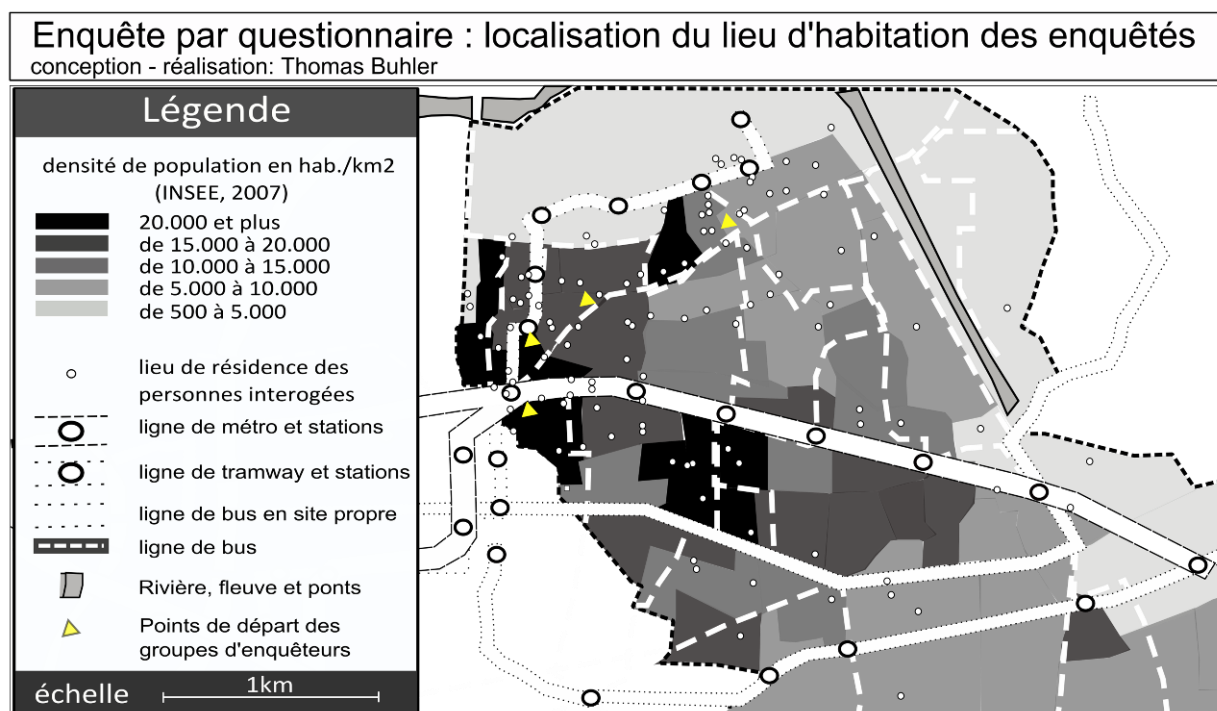 Enquête par questionnaire : localisation du lieu d'habitation des enquêtés
conception - réalisation: Thomas Buhler
Légende
densité de population en hab./km2
(INSEE, 2007)
20.000 et plus
de 15.000 à 20.000
de 10.000 à 15.000
de 5.000 à 10.000
de 500 à 5.000
lieu de résidence des
personnes interogées
ligne de métro et stations
ligne de tramway et stations
ligne de bus en site propre
ligne de bus
Rivière, fleuve et ponts
Points de départ des
groupes d'enquêteurs
échelle
1km